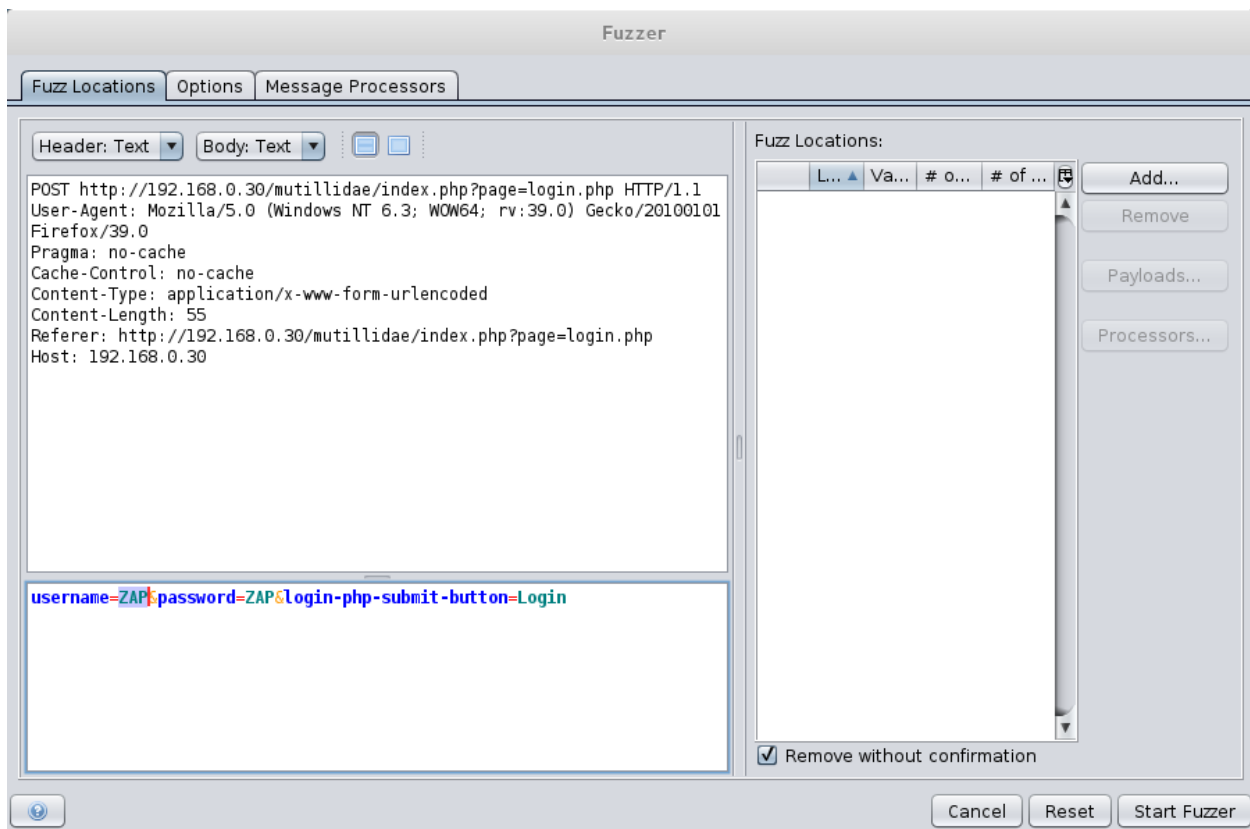 Fuzzer
Fuzz Locations Options Message Processors
Header: Text Body: Text
POST http://192.168.0.30/mutillidae/index.php?page=login.php HTTP/1.1
User-Agent: Mozilla/5.0 (Windows NT 6.3; WOW64; rv:39.0) Gecko/20100101
Firefox/39.0
Pragma: no-cache
Cache-Control: no-cache
Content-Type: application/x-www-form-urlencoded
Content-Length: 55
Referer: http://192.168.0.30/mutillidae/index.php?page=login.php
Host: 192.168.0.30
username=ZAP&password=ZAP&login-php-submit-button=Login
Fuzz Locations:
L... Va... # o... # of ...
Add...
Remove
Payloads...
Processors...
Remove without confirmation
Cancel Reset Start Fuzzer